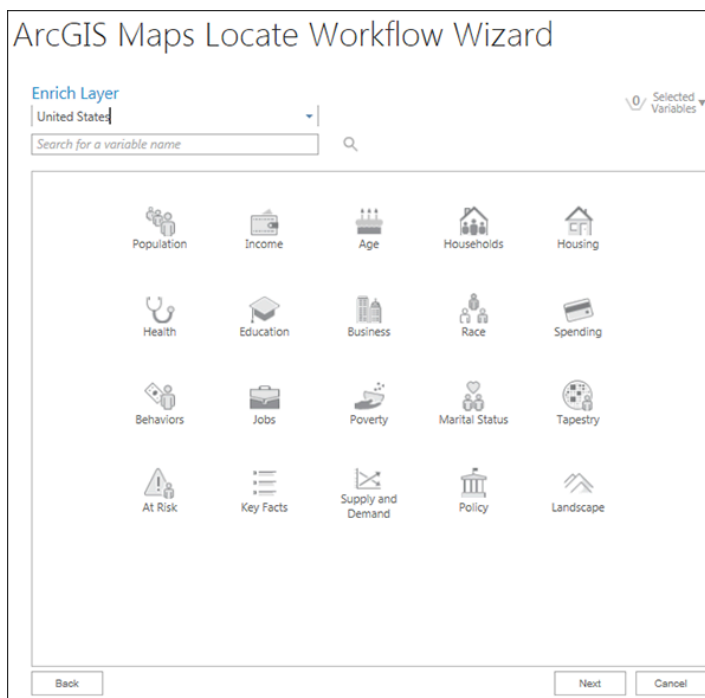 ArcGIS Maps Locate Workflow Wizard
Enrich Layer
United States
0 Selected
Variables
Search for a variable name
Population Income Age Households Housing
Health Education Business Race Spending
Behaviors Jobs Poverty Marital Status Tapestry
At Risk Key Facts Supply and
Demand Policy Landscape
Back Next Cancel